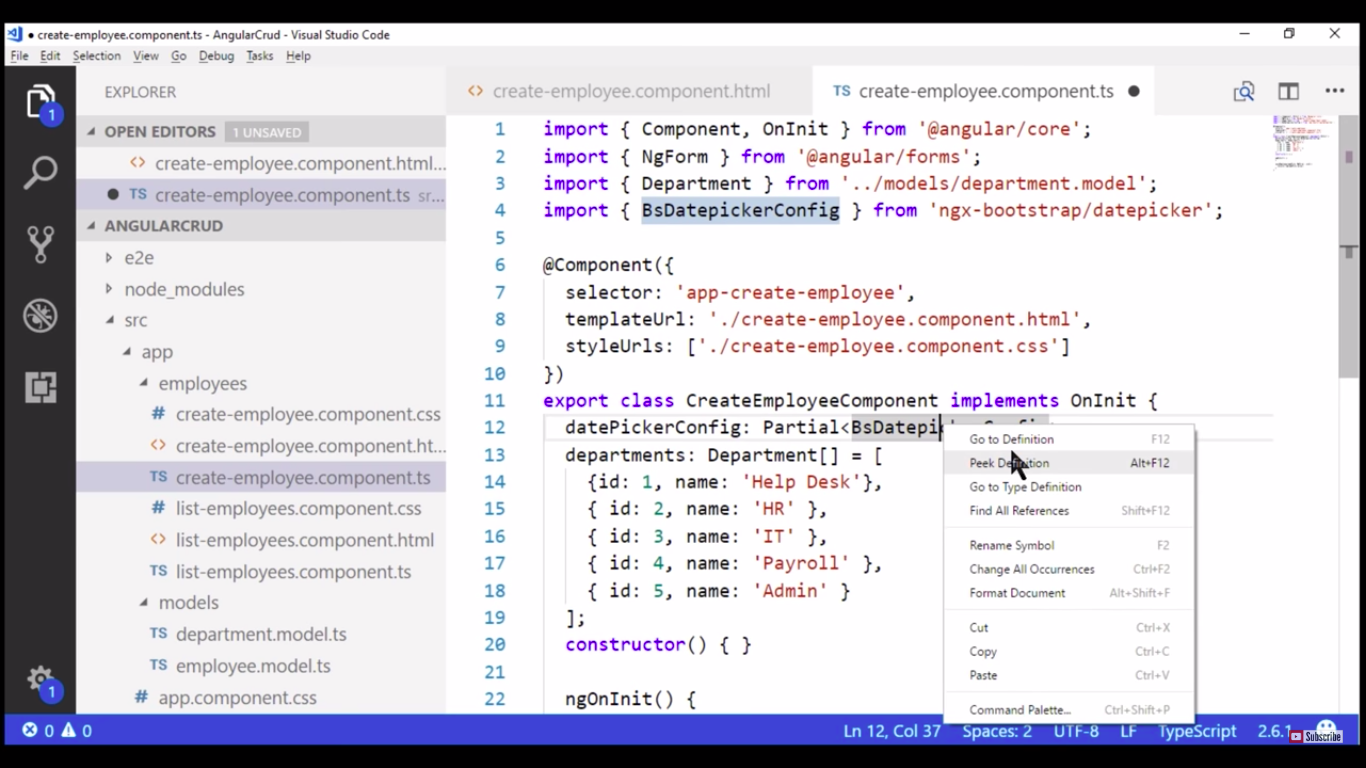 create-employee.component.ts - AngularCrud - Visual Studio Code
File Edit Selection View Go Debug Tasks Help
EXPLORER
OPEN EDITORS 1 UNSAVED
create-employee.component.html...
TS create-employee.component.ts sr...
ANGULARCRUD
e2e
node_modules
src
app
employees
# create-employee.component.css
<> create-employee.component.ht...
TS create-employee.component.ts
# list-employees.component.css
<> list-employees.component.html
TS list-employees.component.ts
models
TS department.model.ts
TS employee.model.ts
# app.component.css
1
1
<> create-employee.component.html
TS create-employee.component.ts
1 import { Component, OnInit } from '@angular/core';
2 import { NgForm } from '@angular/forms';
3 import { Department } from '../models/department.model';
4 import { BsDatepickerConfig } from 'ngx-bootstrap/datepicker';
5
6 @Component({
7 selector: 'app-create-employee',
8 templateUrl: './create-employee.component.html',
9 styleUrls: ['./create-employee.component.css']
10 })
11 export class CreateEmployeeComponent implements OnInit {
12 datePickerConfig: Partial<BsDatepi
13 departments: Department[] = [
14 {id: 1, name: 'Help Desk'},
15 { id: 2, name: 'HR' },
16 { id: 3, name: 'IT' },
17 { id: 4, name: 'Payroll' },
18 { id: 5, name: 'Admin' }
19 ];
20 constructor() { }
21
22 ngOnInit() {
Go to Definition F12
Peek Definition Alt+F12
Go to Type Definition
Find All References Shift+F12
Rename Symbol F2
Change All Occurrences Ctrl+F2
Format Document Alt+Shift+F
Cut Ctrl+X
Copy Ctrl+C
Paste Ctrl+V
Command Palette... Ctrl+Shift+P
0 0 Ln 12, Col 37 Spaces: 2 UTF-8 LF TypeScript 2.6.1
Subscribe